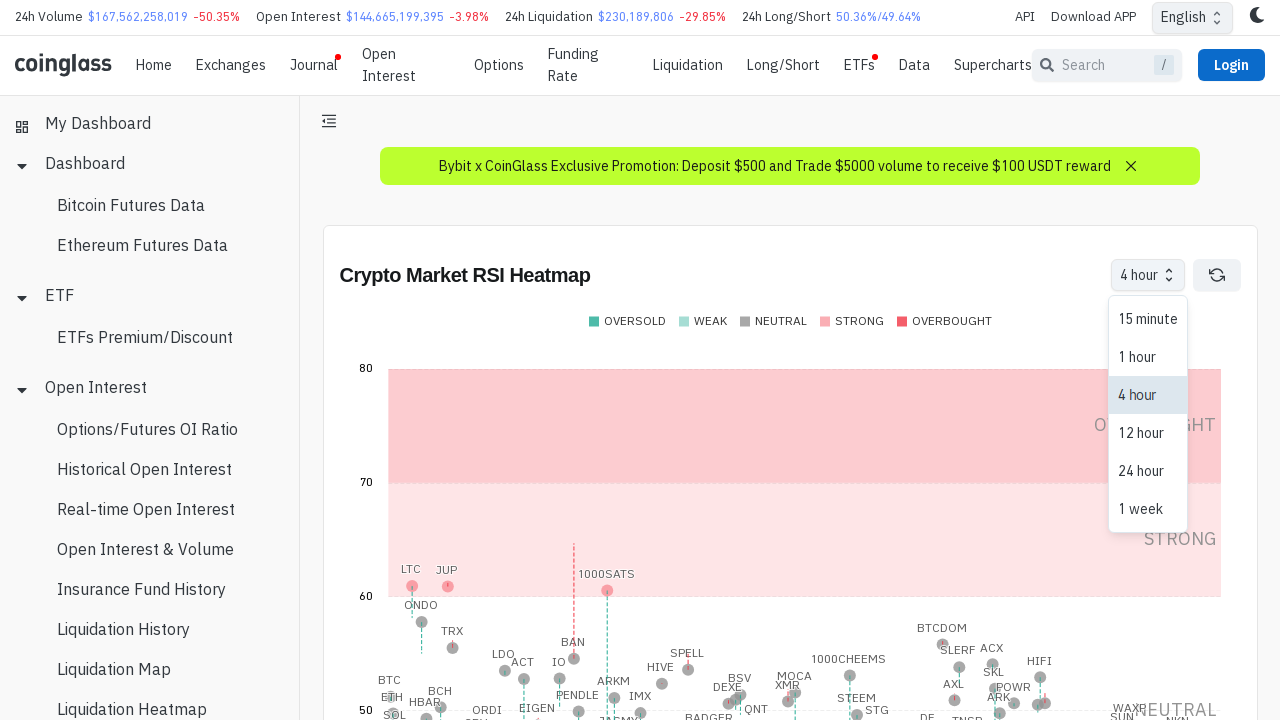 24h Volume $167,562,258,019 -50.35% Open Interest $144,665,199,395 -3.98% 24h Liquidation $230,189,806 -29.85% 24h Long/Short 50.36%/49.64% API Download APP English
coinglass Home Exchanges Journal Open Interest Options Funding Rate Liquidation Long/Short ETFs Data Supercharts Search / Login
My Dashboard
Dashboard
Bitcoin Futures Data
Ethereum Futures Data
ETF
ETFs Premium/Discount
Open Interest
Options/Futures OI Ratio
Historical Open Interest
Real-time Open Interest
Open Interest & Volume
Insurance Fund History
Liquidation History
Liquidation Map
Liquidation Heatmap
Bybit x CoinGlass Exclusive Promotion: Deposit $500 and Trade $5000 volume to receive $100 USDT reward
Crypto Market RSI Heatmap
4 hour
15 minute
1 hour
4 hour
12 hour
24 hour
1 week
OVERSOLD WEAK NEUTRAL STRONG OVERBOUGHT
80
70
STRONG
60
LTC JUP 1000SATS
ONDO
TRX BTCDOM
BAN SPELL SLERF ACX
LDO ACT IO HIVE 1000CHEEMS HIFI
BTC ARKM BSV MOCA SKL
BCH DEXE XMR AXL POWR
ETH HBAR PENDLE IMX STEEM ARK
50
ORDI EIGEN QNT STG NEUTRAL
SOL BADGER